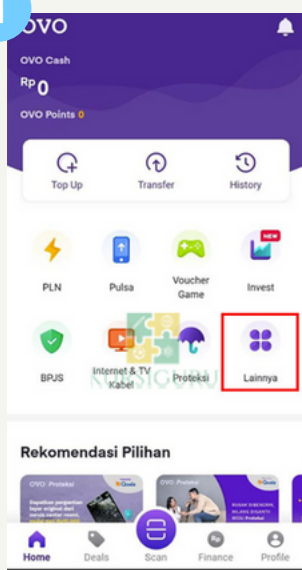 OVO
OVO Cash
Rp 0
OVO Points 0
Top Up
Transfer
History
NEW
PLN
Pulsa
Voucher
Game
Invest
BPJS
Internet & TV
Kabel
Proteksi
Lainnya
KURSIGURU
Rekomendasi Pilihan
OVO Proteksi
OVO Proteksi
Home
Deals
Scan
Finance
Profile